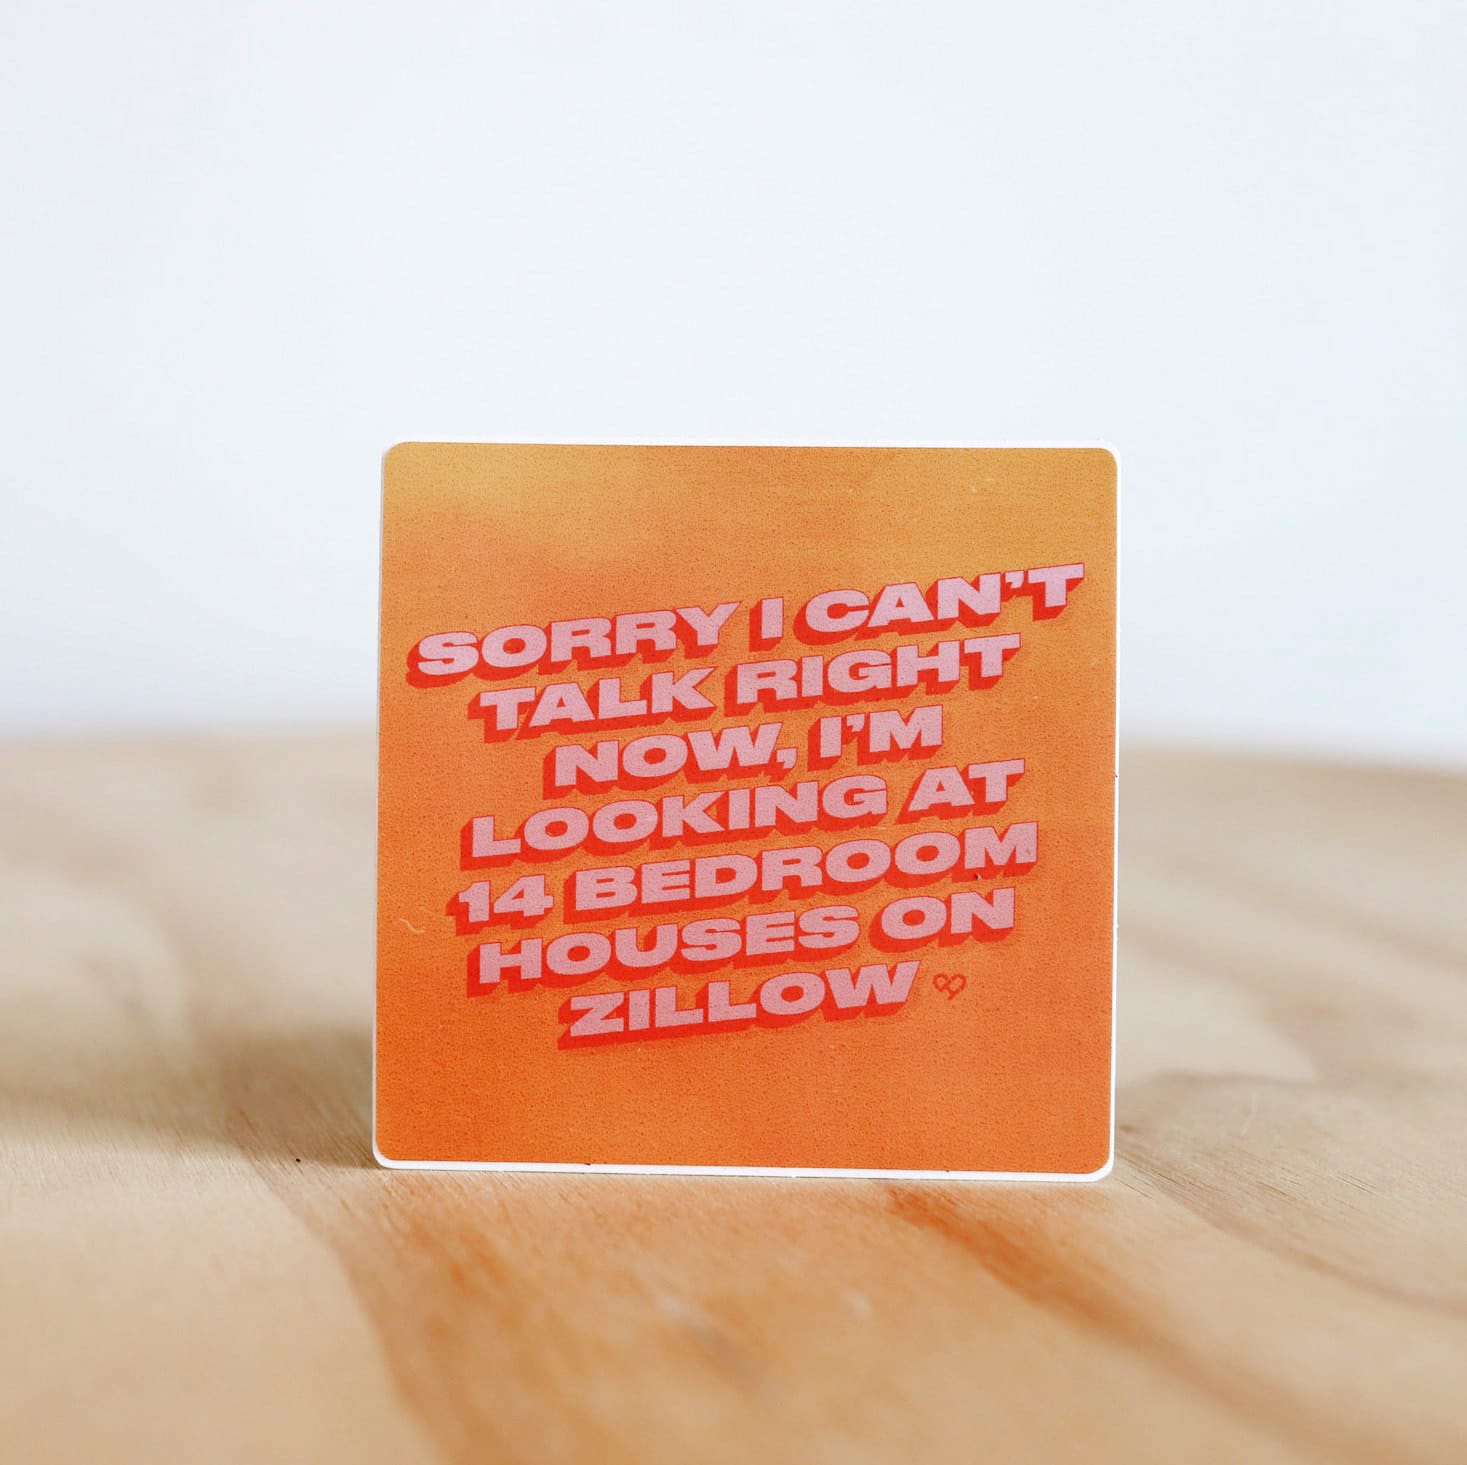 SORRY I CAN'T
TALK RIGHT
NOW, I'M
LOOKING AT
14 BEDROOM
HOUSES ON
ZILLOW